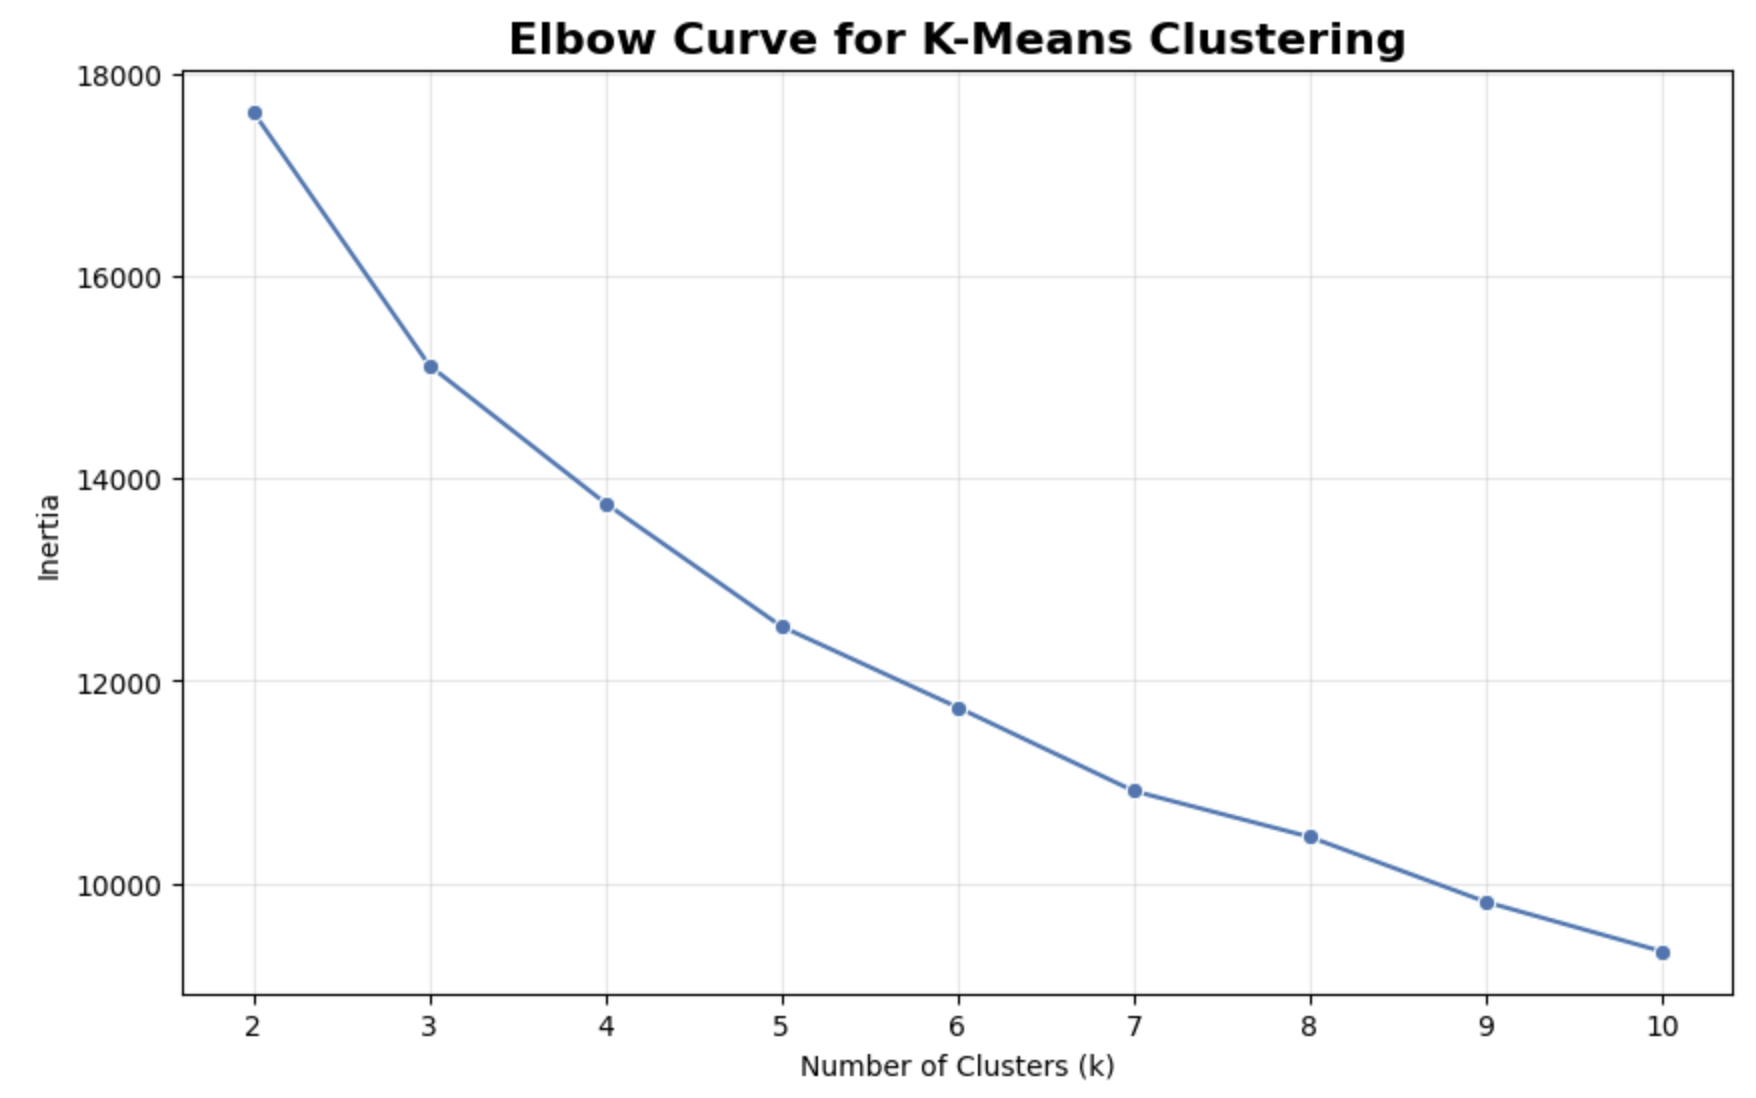 Elbow Curve for K-Means Clustering
18000
16000
14000
12000
10000
Inertia
2 3 4 5 6 7 8 9 10
Number of Clusters (k)